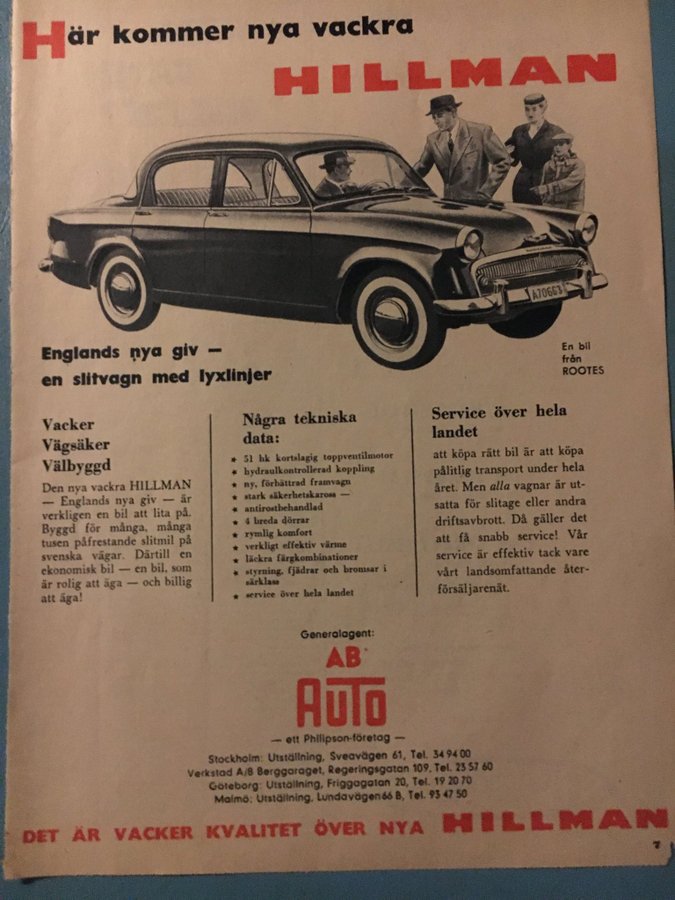 Här kommer nya vackra
HILLMAN
A70663
Englands nya giv —
en slitvagn med lyxlinjer
En bil
från
ROOTES
Vacker
Vägsäker
Välbyggd
Den nya vackra HILLMAN
— Englands nya giv — är
verkligen en bil att lita på.
Byggd för många, många
tusen påfrestande slitmil på
svenska vägar. Därtill en
ekonomisk bil — en bil, som
är rolig att äga — och billig
att äga!
Några tekniska
data:
★ 51 hk kortslagig toppventilmotor
★ hydraulkontrollerad koppling
★ ny, förbättrad framvagn
★ stark säkerhetskaross —
★ antirostbehandlad
★ 4 breda dörrar
★ rymlig komfort
★ verkligt effektiv värme
★ läckra färgkombinationer
★ styrning, fjädrar och bromsar i
särklass
★ service över hela landet
Service över hela
landet
att köpa rätt bil är att köpa
pålitlig transport under hela
året. Men alla vagnar är ut-
satta för slitage eller andra
driftsavbrott. Då gäller det
att få snabb service! Vår
service är effektiv tack vare
vårt landsomfattande åter-
försäljarenät.
Generalagent:
AB
AUTO
— ett Philipson-företag —
Stockholm: Utställning, Sveavägen 61, Tel. 34 94 00
Verkstad A/B Berggaraget, Regeringsgatan 109, Tel. 23 57 60
Göteborg: Utställning, Friggagatan 20, Tel. 19 20 70
Malmö: Utställning, Lundavägen 66 B, Tel. 93 47 50
DET ÄR VACKER KVALITET ÖVER NYA HILLMAN
7